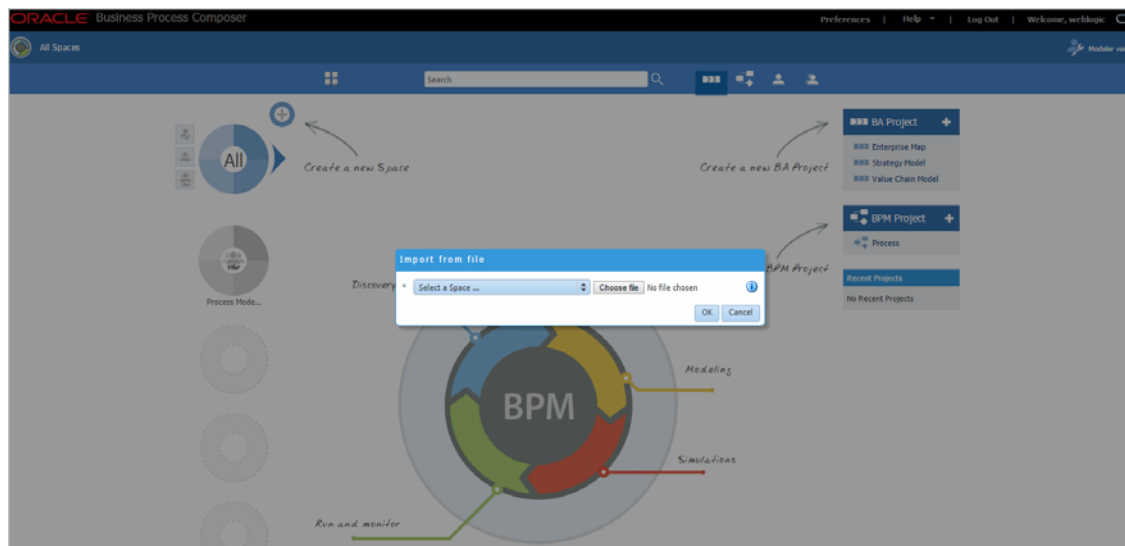 ORACLE Business Process Composer
Preferences | Help | Log Out | Welcome, weblogic
All Spaces
Modeler vie
Search
All
Create a new Space
Create a new BA Project
BA Project +
Enterprise Map
Strategy Model
Value Chain Model
BPM Project +
Process
BPM Project
Import from file
Discovery
* Select a Space ...
Choose file No file chosen
OK Cancel
Recent Projects
No Recent Projects
Process Mode...
Modeling
BPM
Simulations
Run and monitor